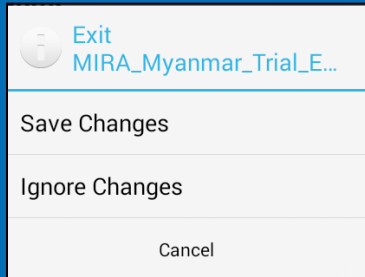 Exit
MIRA_Myanmar_Trial_E...
Save Changes
Ignore Changes
Cancel